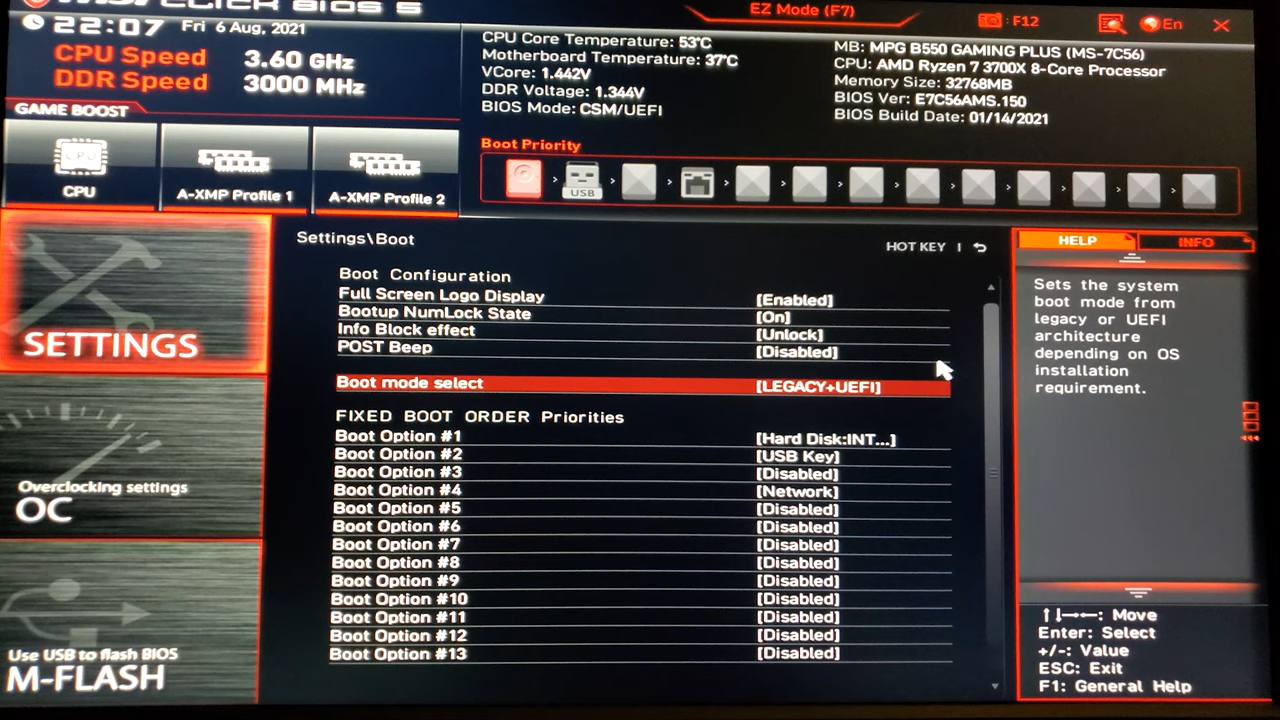 CLICK BIOS 5
EZ Mode (F7)
: F12
En
X
22:07 Fri 6 Aug, 2021
CPU Speed 3.60 GHz
DDR Speed 3000 MHz
GAME BOOST
CPU
A-XMP Profile 1
A-XMP Profile 2
CPU Core Temperature: 53°C
Motherboard Temperature: 37°C
VCore: 1.442V
DDR Voltage: 1.344V
BIOS Mode: CSM/UEFI
MB: MPG B550 GAMING PLUS (MS-7C56)
CPU: AMD Ryzen 7 3700X 8-Core Processor
Memory Size: 32768MB
BIOS Ver: E7C56AMS.150
BIOS Build Date: 01/14/2021
Boot Priority
USB
SETTINGS
Overclocking settings
OC
Use USB to flash BIOS
M-FLASH
Settings\Boot
HOT KEY |
Boot Configuration
Full Screen Logo Display [Enabled]
Bootup NumLock State [On]
Info Block effect [Unlock]
POST Beep [Disabled]
Boot mode select [LEGACY+UEFI]
FIXED BOOT ORDER Priorities
Boot Option #1 [Hard Disk:INT...]
Boot Option #2 [USB Key]
Boot Option #3 [Disabled]
Boot Option #4 [Network]
Boot Option #5 [Disabled]
Boot Option #6 [Disabled]
Boot Option #7 [Disabled]
Boot Option #8 [Disabled]
Boot Option #9 [Disabled]
Boot Option #10 [Disabled]
Boot Option #11 [Disabled]
Boot Option #12 [Disabled]
Boot Option #13 [Disabled]
HELP
INFO
Sets the system
boot mode from
legacy or UEFI
architecture
depending on OS
installation
requirement.
↑↓→←: Move
Enter: Select
+/-: Value
ESC: Exit
F1: General Help